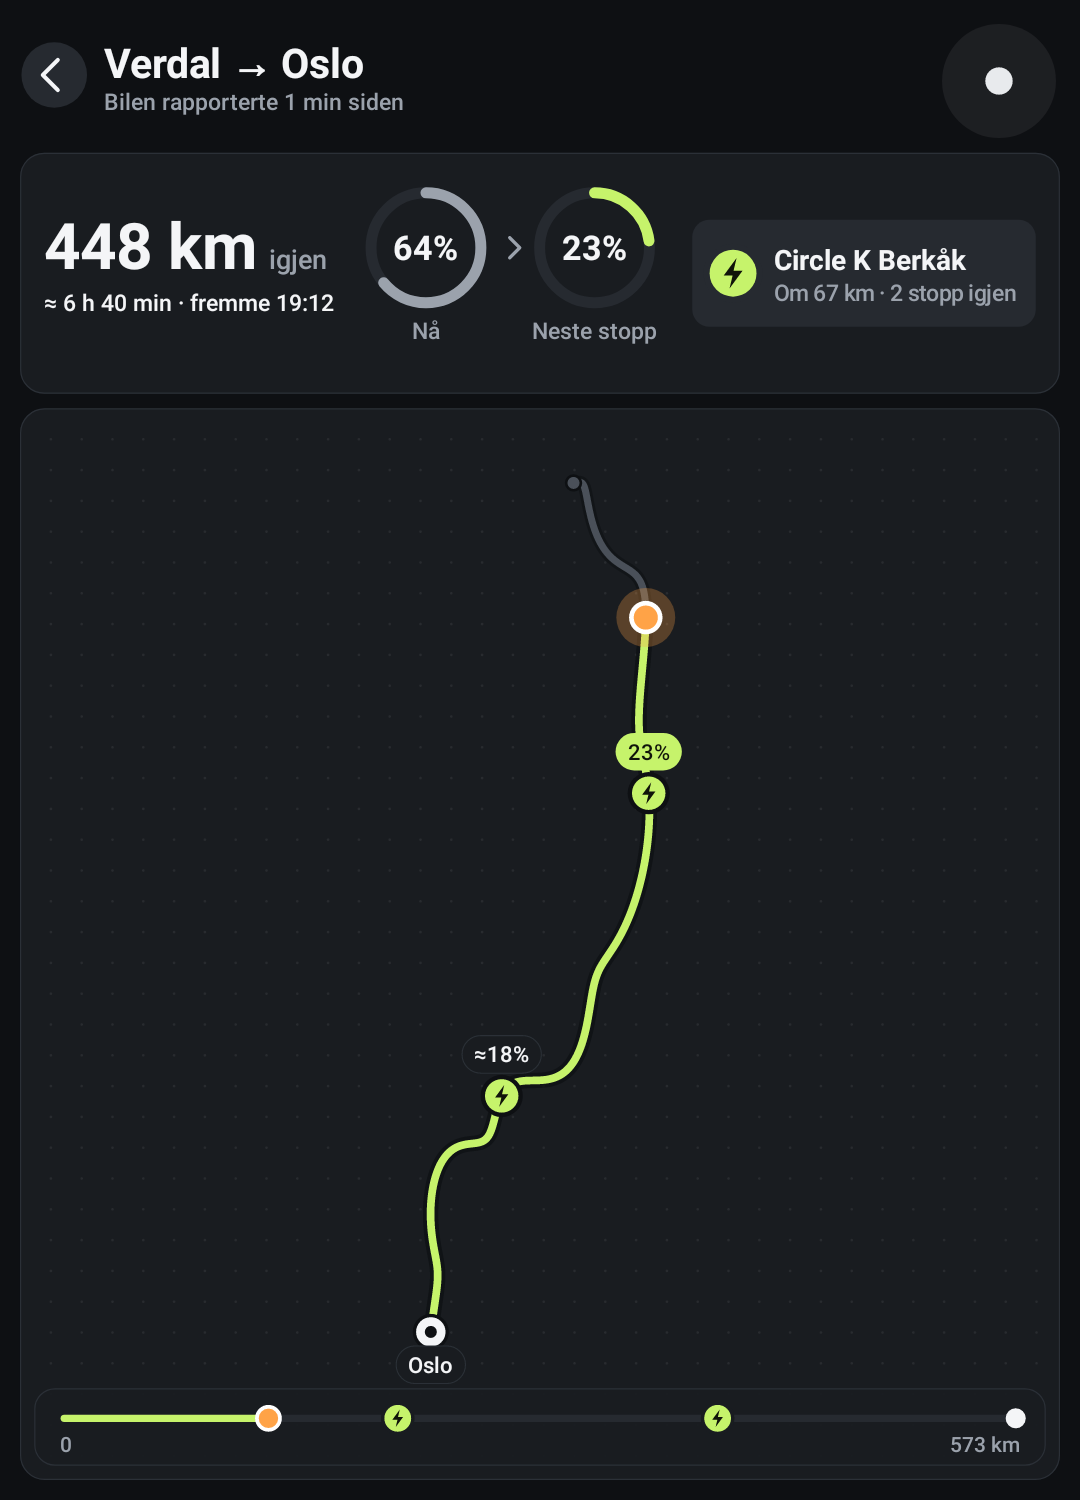 Verdal → Oslo
Bilen rapporterte 1 min siden
448 km igjen
≈ 6 h 40 min · fremme 19:12
64%
Nå
23%
Neste stopp
Circle K Berkåk
Om 67 km · 2 stopp igjen
23%
≈18%
Oslo
0
573 km